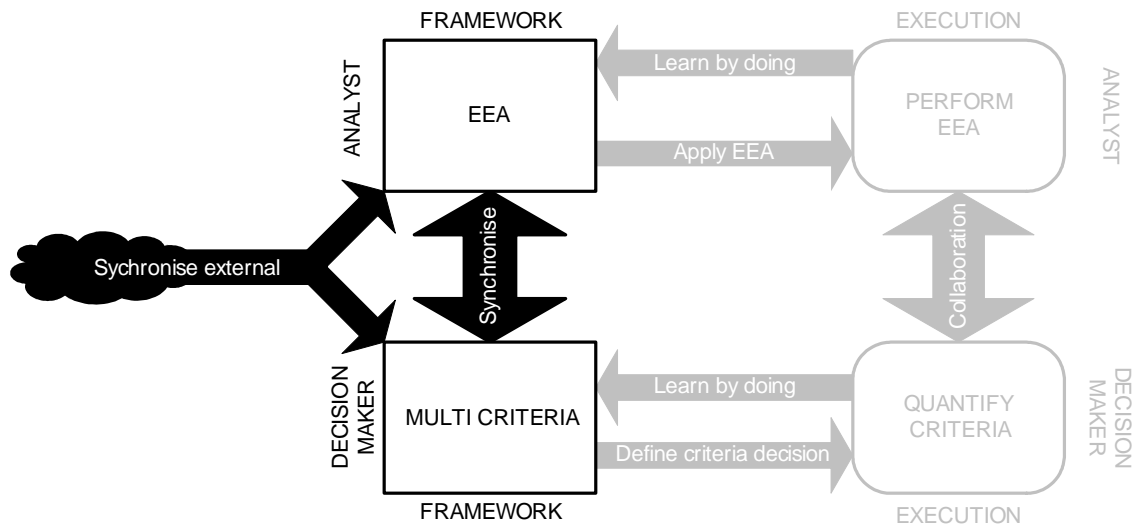 FRAMEWORK
EXECUTION
ANALYST
EEA
Learn by doing
Apply EEA
PERFORM
EEA
ANALYST
Sychronise external
Synchronise
Collaboration
DECISION
MAKER
MULTI CRITERIA
Learn by doing
Define criteria decision
QUANTIFY
CRITERIA
DECISION
MAKER
FRAMEWORK
EXECUTION